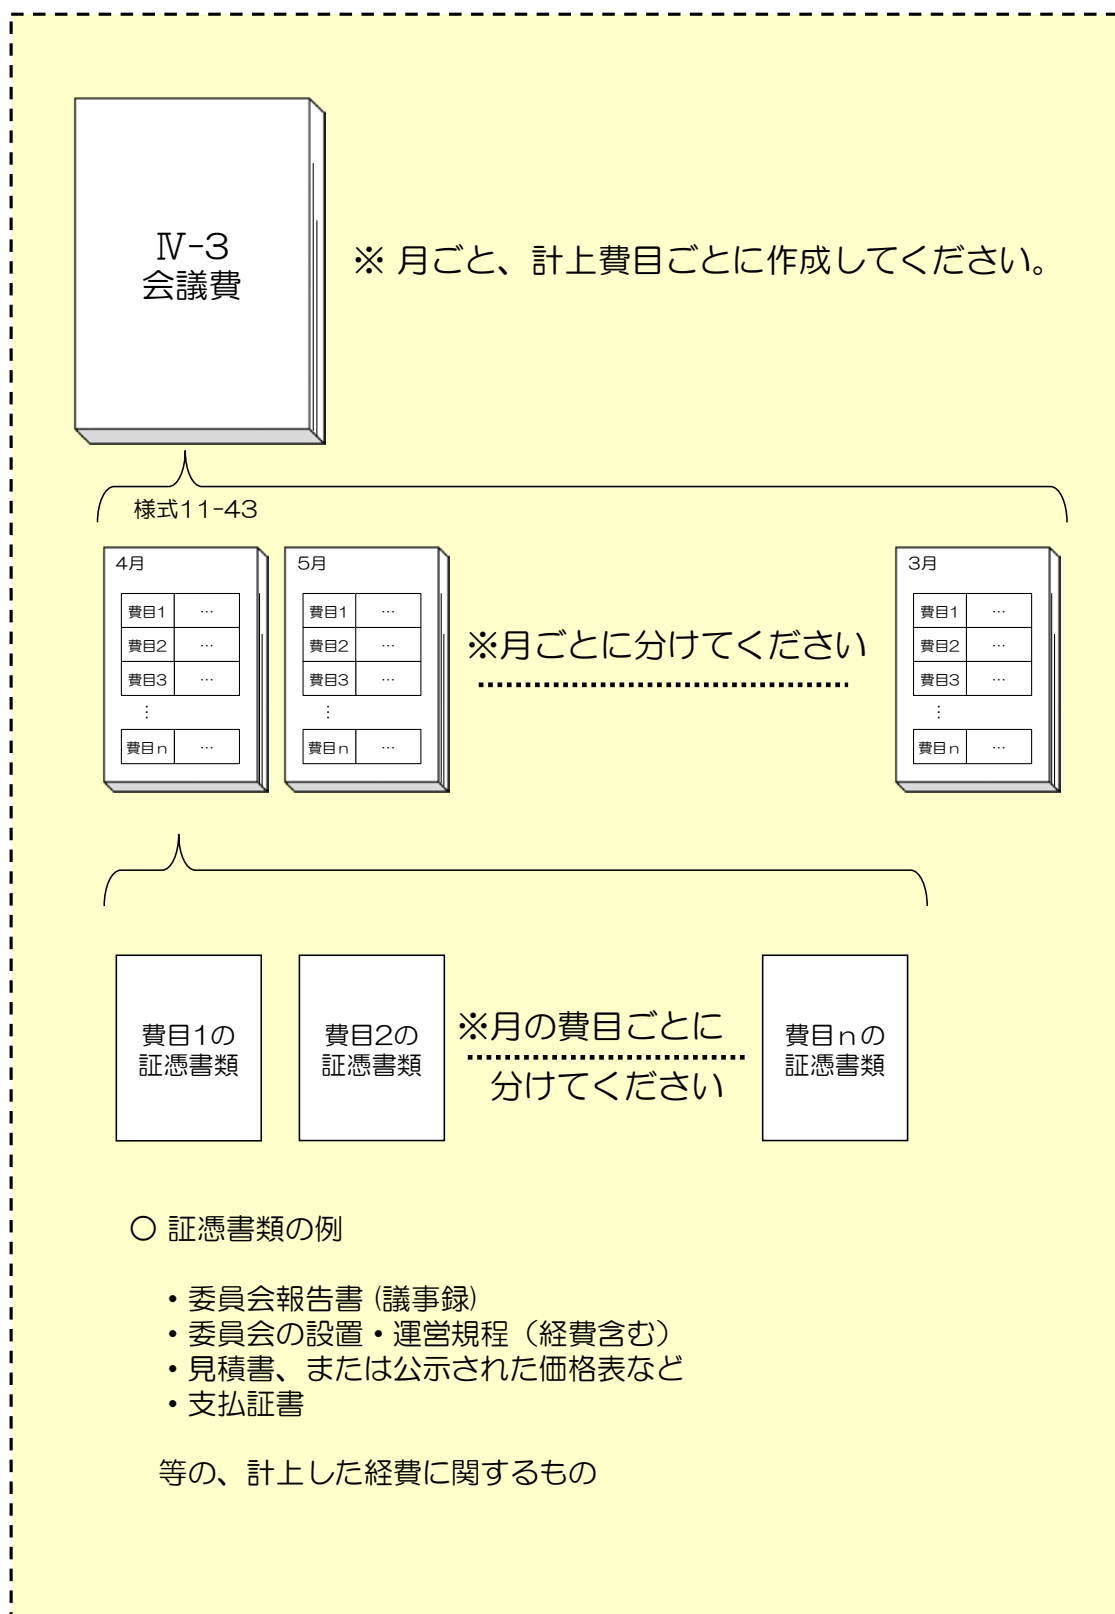 Ⅳ-3
会議費
※ 月ごと、計上費目ごとに作成してください。
様式11-43
4月
費目1 …
費目2 …
費目3 …
…
費目n …
5月
費目1 …
費目2 …
費目3 …
…
費目n …
※月ごとに分けてください
3月
費目1 …
費目2 …
費目3 …
…
費目n …
費目1の
証憑書類
費目2の
証憑書類
※月の費目ごとに
分けてください
費目nの
証憑書類
○ 証憑書類の例
・委員会報告書(議事録)
・委員会の設置・運営規程（経費含む）
・見積書、または公示された価格表など
・支払証書
等の、計上した経費に関するもの